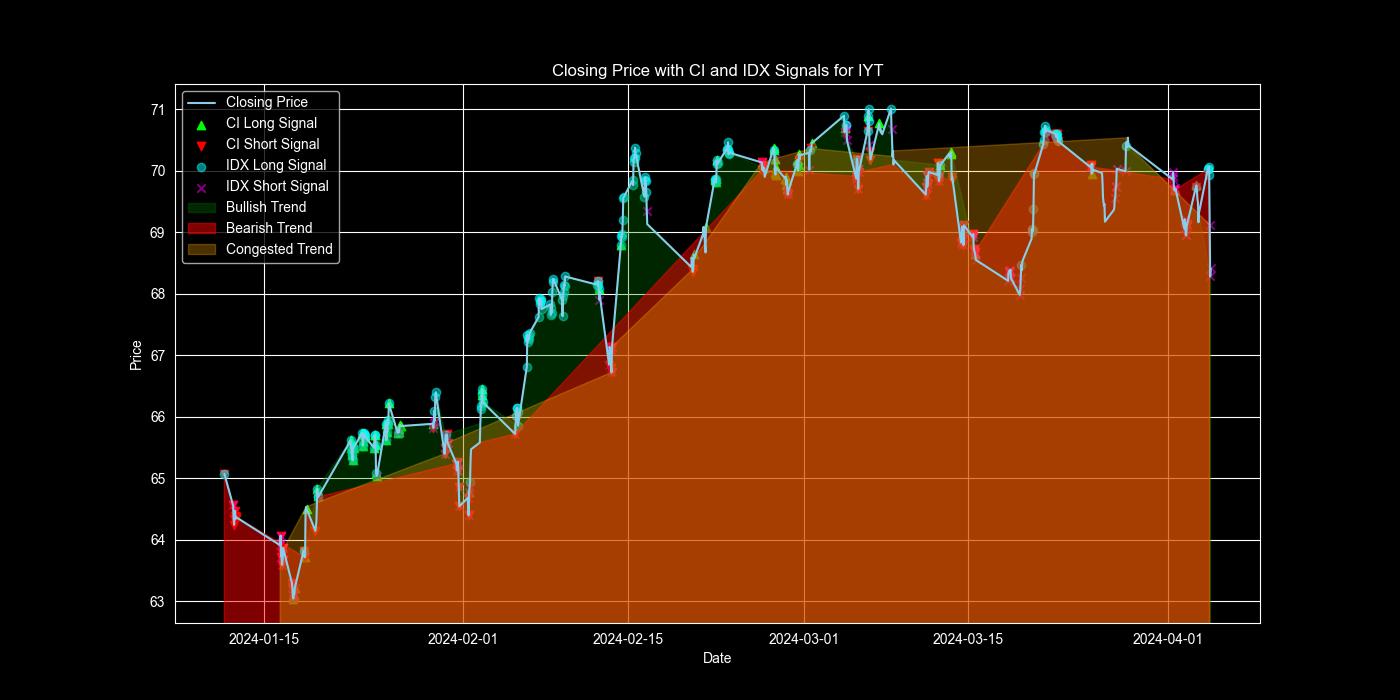 Closing Price with CI and IDX Signals for IYT
Closing Price
CI Long Signal
CI Short Signal
IDX Long Signal
IDX Short Signal
Bullish Trend
Bearish Trend
Congested Trend
71
70
69
68
67
66
65
64
63
Price
2024-01-15
2024-02-01
2024-02-15
2024-03-01
2024-03-15
2024-04-01
Date